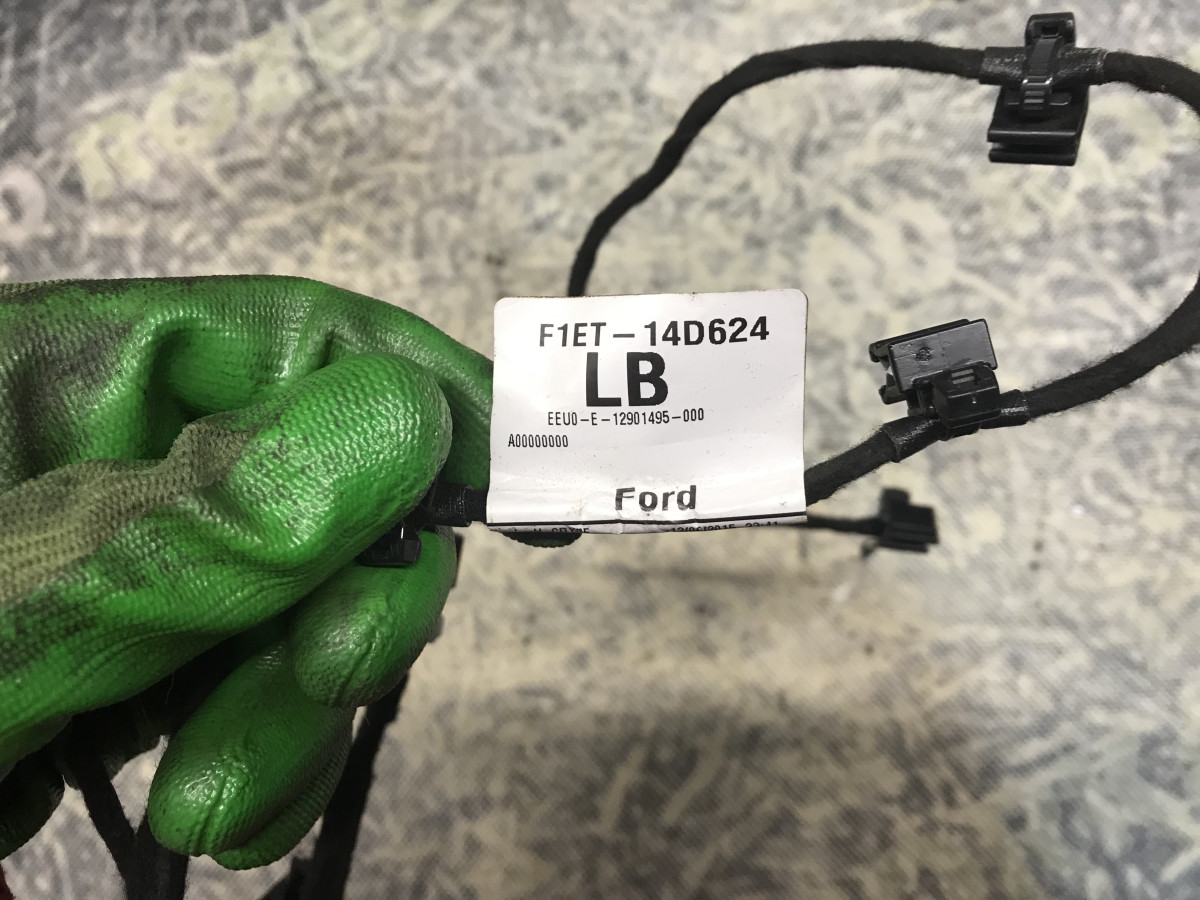 F1ET-14D624
LB
EEU0-E-12901495-000
A00000000
Ford